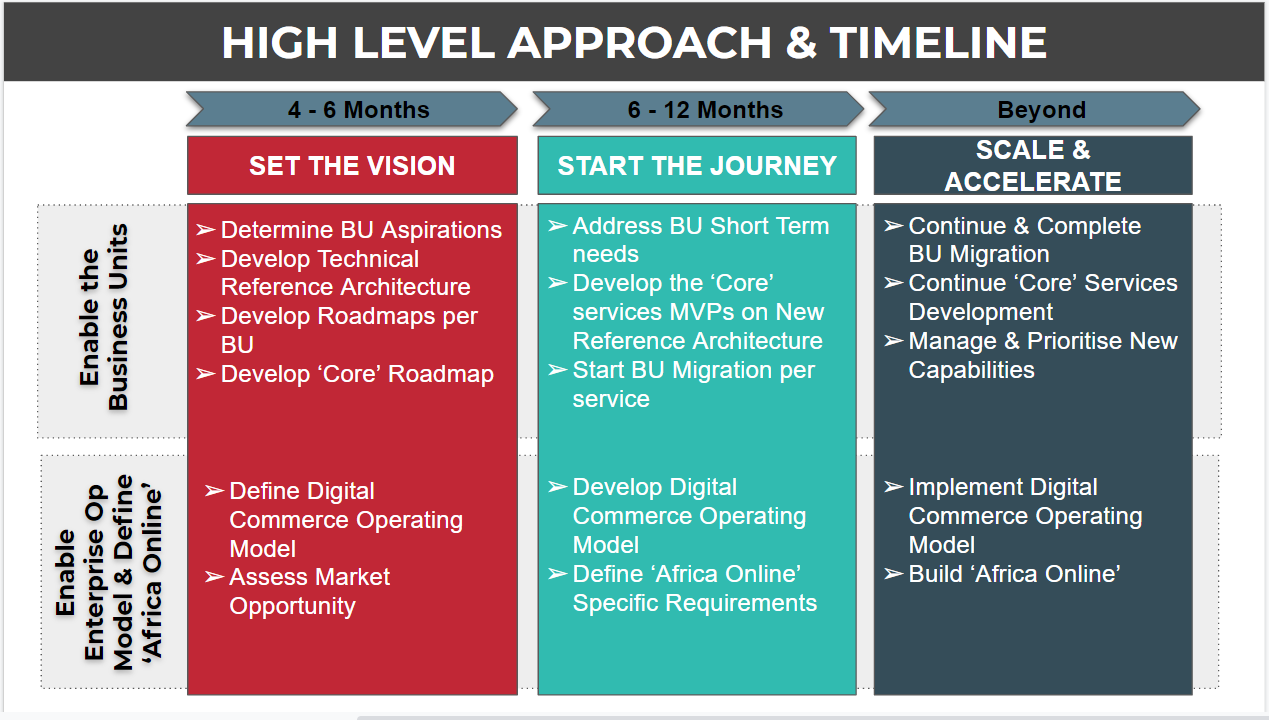 HIGH LEVEL APPROACH & TIMELINE
4 - 6 Months
6 - 12 Months
Beyond
SET THE VISION
START THE JOURNEY
SCALE &
ACCELERATE
Enable the
Business Units
➢ Determine BU Aspirations
➢ Develop Technical
Reference Architecture
➢ Develop Roadmaps per
BU
➢ Develop ‘Core’ Roadmap
➢ Address BU Short Term
needs
➢ Develop the ‘Core’
services MVPs on New
Reference Architecture
➢ Start BU Migration per
service
➢ Continue & Complete
BU Migration
➢ Continue ‘Core’ Services
Development
➢ Manage & Prioritise New
Capabilities
Enable
Enterprise Op
Model & Define
‘Africa Online’
➢ Define Digital
Commerce Operating
Model
➢ Assess Market
Opportunity
➢ Develop Digital
Commerce Operating
Model
➢ Define ‘Africa Online’
Specific Requirements
➢ Implement Digital
Commerce Operating
Model
➢ Build ‘Africa Online’